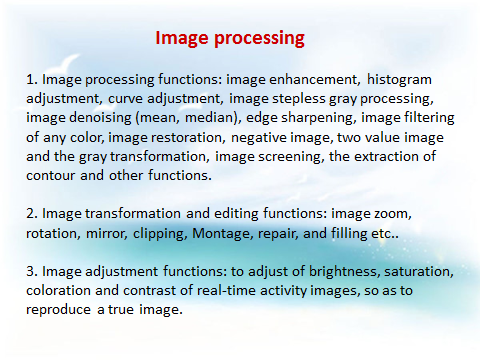 Image processing
1. Image processing functions: image enhancement, histogram
adjustment, curve adjustment, image stepless gray processing,
image denoising (mean, median), edge sharpening, image filtering
of any color, image restoration, negative image, two value image
and the gray transformation, image screening, the extraction of
contour and other functions.
2. Image transformation and editing functions: image zoom,
rotation, mirror, clipping, Montage, repair, and filling etc..
3. Image adjustment functions: to adjust of brightness, saturation,
coloration and contrast of real-time activity images, so as to
reproduce a true image.